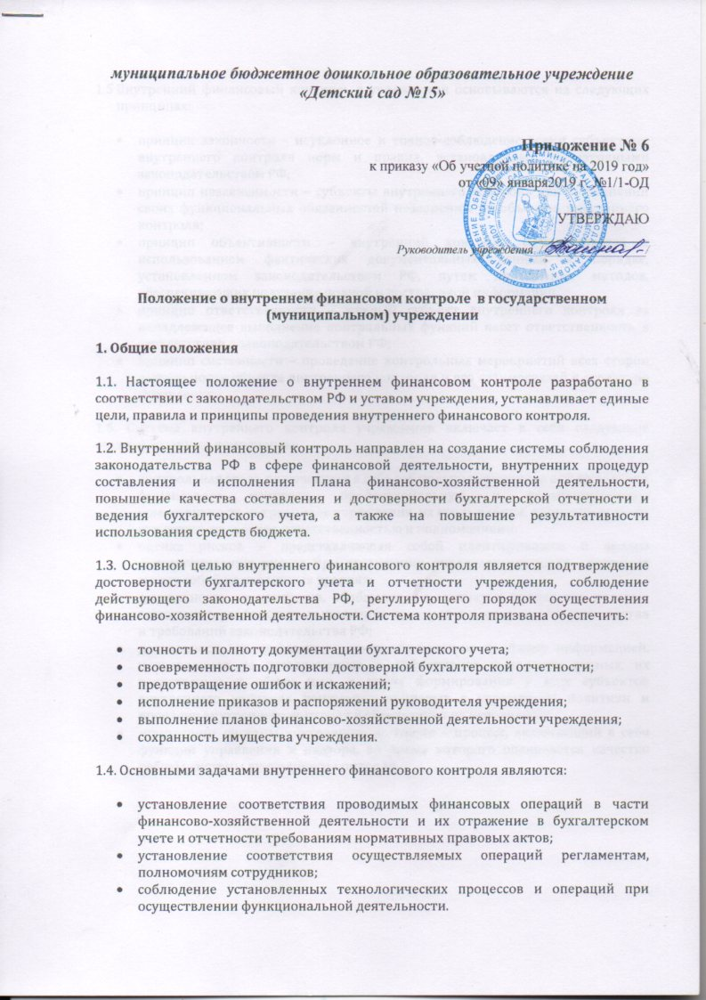 муниципальное бюджетное дошкольное образовательное учреждение
«Детский сад №15»
Приложение № 6
к приказу «Об учетной политике на 2019 год»
от «09» января2019 г. №1/1-ОД
УТВЕРЖДАЮ
Руководитель учреждения
Положение о внутреннем финансовом контроле в государственном
(муниципальном) учреждении
1. Общие положения
1.1. Настоящее положение о внутреннем финансовом контроле разработано в
соответствии с законодательством РФ и уставом учреждения, устанавливает единые
цели, правила и принципы проведения внутреннего финансового контроля.
1.2. Внутренний финансовый контроль направлен на создание системы соблюдения
законодательства РФ в сфере финансовой деятельности, внутренних процедур
составления и исполнения Плана финансово-хозяйственной деятельности,
повышение качества составления и достоверности бухгалтерской отчетности и
ведения бухгалтерского учета, а также на повышение результативности
использования средств бюджета.
1.3. Основной целью внутреннего финансового контроля является подтверждение
достоверности бухгалтерского учета и отчетности учреждения, соблюдение
действующего законодательства РФ, регулирующего порядок осуществления
финансово-хозяйственной деятельности. Система контроля призвана обеспечить:
• точность и полноту документации бухгалтерского учета;
• своевременность подготовки достоверной бухгалтерской отчетности;
• предотвращение ошибок и искажений;
• исполнение приказов и распоряжений руководителя учреждения;
• выполнение планов финансово-хозяйственной деятельности учреждения;
• сохранность имущества учреждения.
1.4. Основными задачами внутреннего финансового контроля являются:
• установление соответствия проводимых финансовых операций в части
финансово-хозяйственной деятельности и их отражение в бухгалтерском
учете и отчетности требованиям нормативных правовых актов;
• установление соответствия осуществляемых операций регламентам,
полномочиям сотрудников;
• соблюдение установленных технологических процессов и операций при
осуществлении функциональной деятельности.